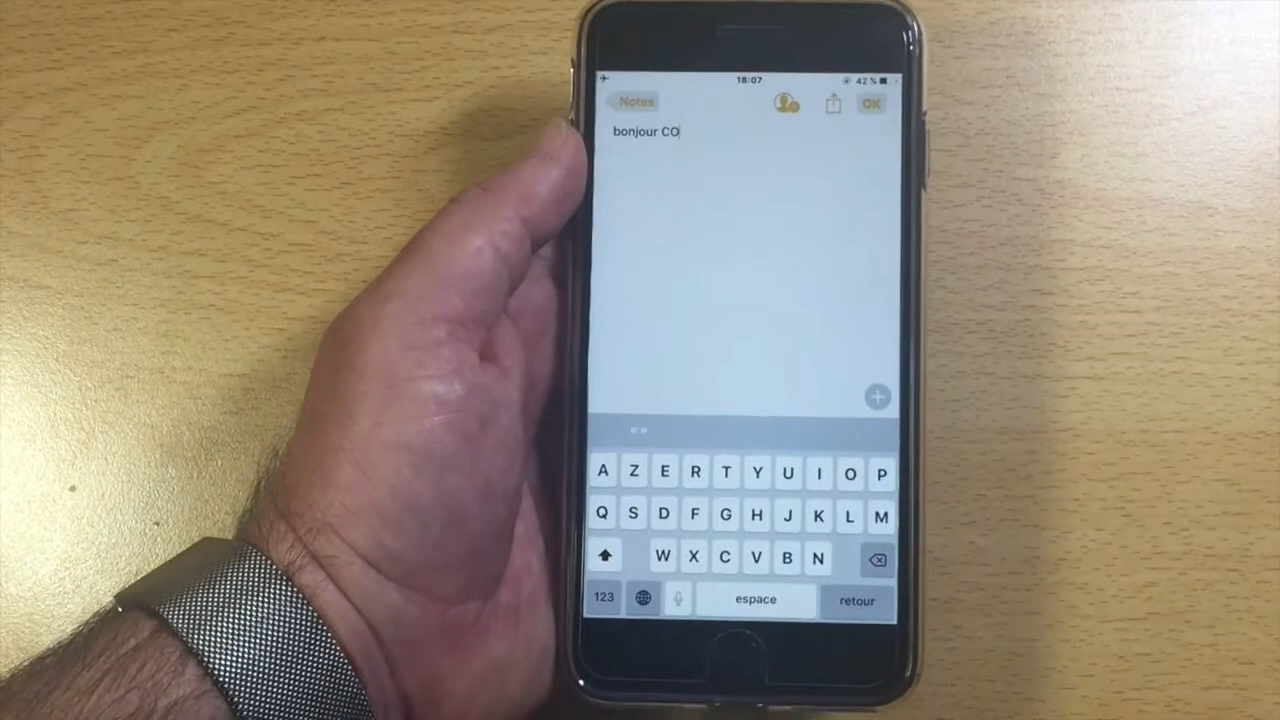 18:07 42 %
Notes OK
bonjour CO
« »
A Z E R T Y U I O P
Q S D F G H J K L M
W X C V B N
123 espace retour